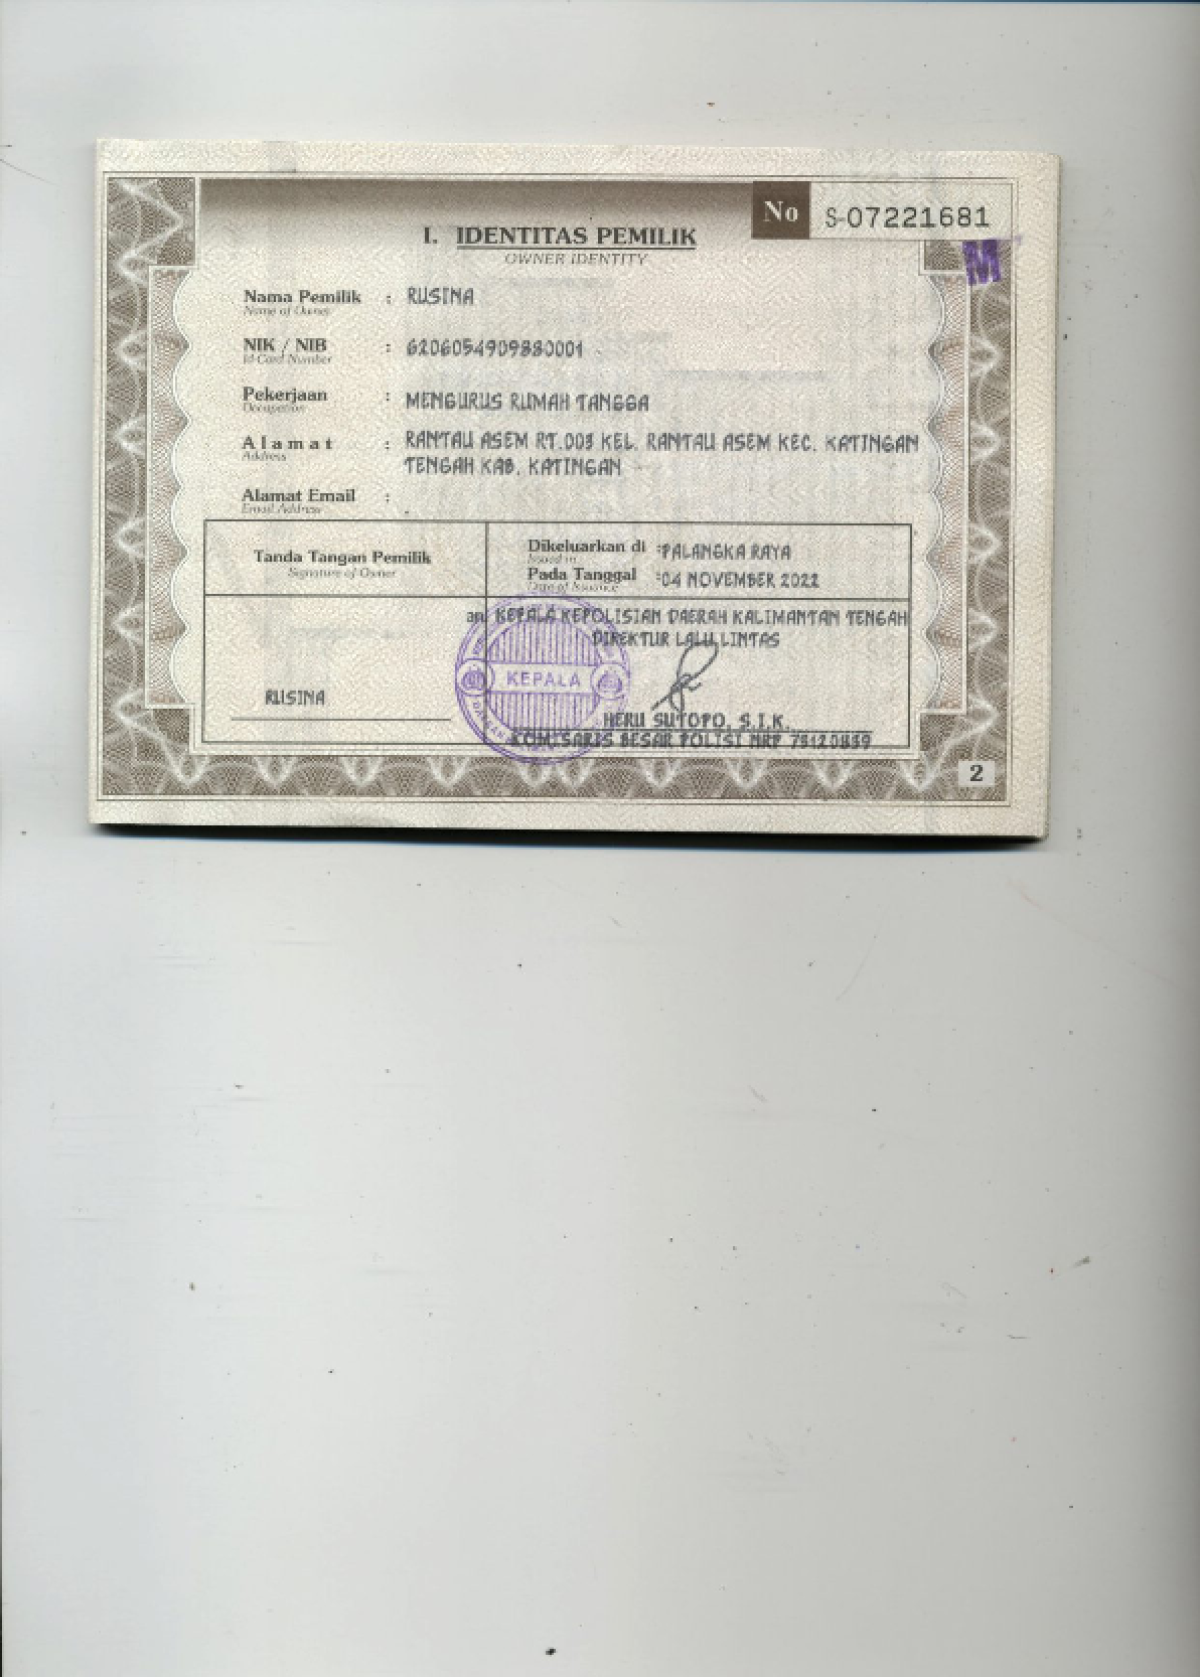 No S-07221681
M
I. IDENTITAS PEMILIK
OWNER IDENTITY
Nama Pemilik : RUSINA
Name of Owner
NIK / NIB : 6206054909880001
Id Card Number
Pekerjaan : MENGURUS RUMAH TANGGA
Occupation
Alamat : RANTAU ASEM RT.003 KEL. RANTAU ASEM KEC. KATINGAN
Address
TENGAH KAB. KATINGAN
Alamat Email : .
Email Address
Tanda Tangan Pemilik
Signature of Owner
Dikeluarkan di : PALANGKA RAYA
Issued in
Pada Tanggal : 04 NOVEMBER 2022
Date of Issuance
an. KEPALA KEPOLISIAN DAERAH KALIMANTAN TENGAH
DIREKTUR LALU LINTAS
KEPALA
RUSINA
HERU SUTOPO, S.I.K.
KOMISARIS BESAR POLISI NRP 75120839
2